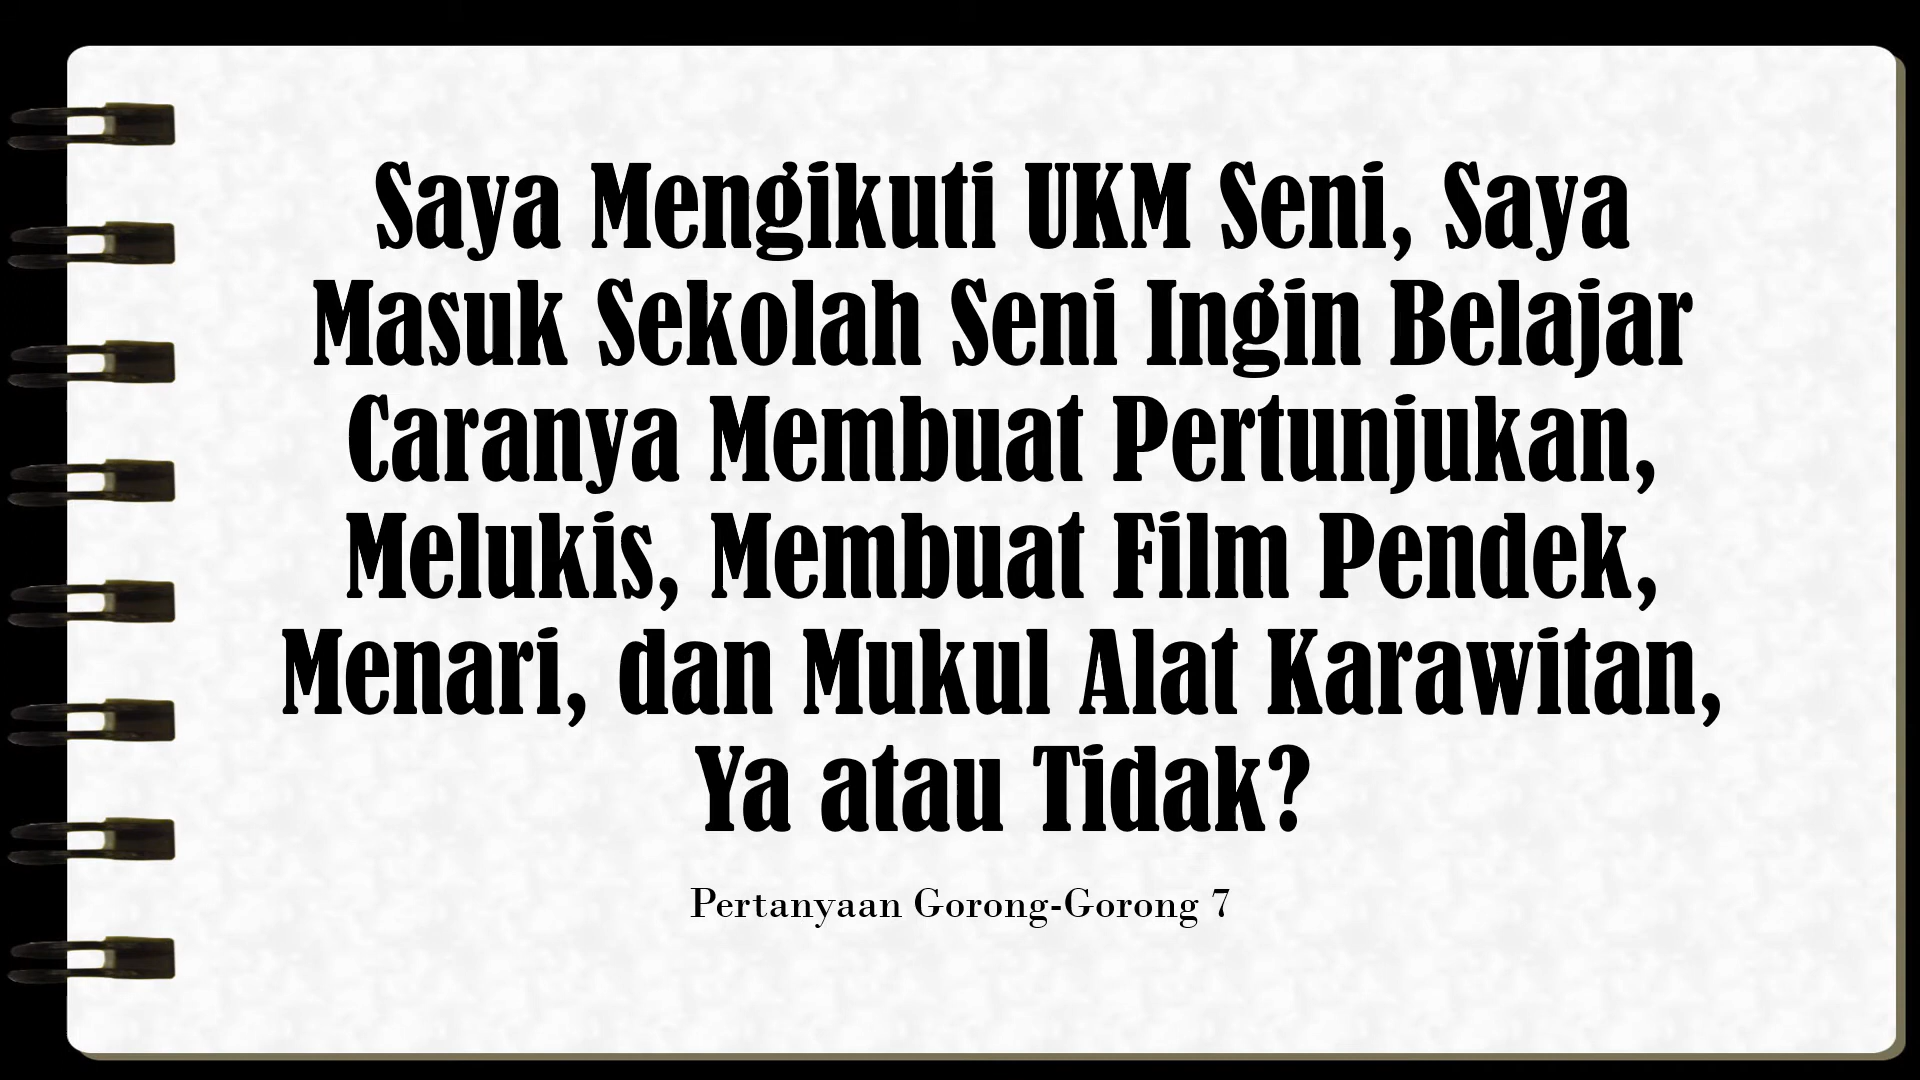 Saya Mengikuti UKM Seni, Saya
Masuk Sekolah Seni Ingin Belajar
Caranya Membuat Pertunjukan,
Melukis, Membuat Film Pendek,
Menari, dan Mukul Alat Karawitan,
Ya atau Tidak?
Pertanyaan Gorong-Gorong 7